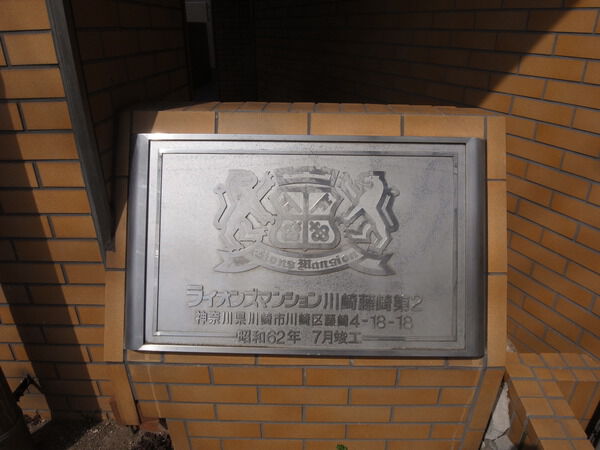 Lions Mansion
ライオンズマンション川崎藤崎第2
神奈川県川崎市川崎区藤崎4-18-18
昭和62年 7月竣工